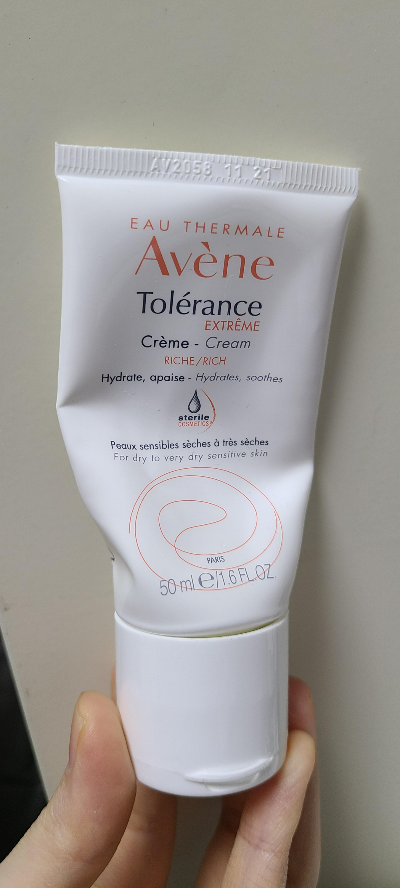 AV2058 11 21
EAU THERMALE
Avène
Tolérance
EXTRÊME
Crème - Cream
RICHE/RICH
Hydrate, apaise - Hydrates, soothes
sterile
COSMETICS
Peaux sensibles sèches à très sèches
For dry to very dry sensitive skin
PARIS
50 ml ℮/1.6 FL.OZ